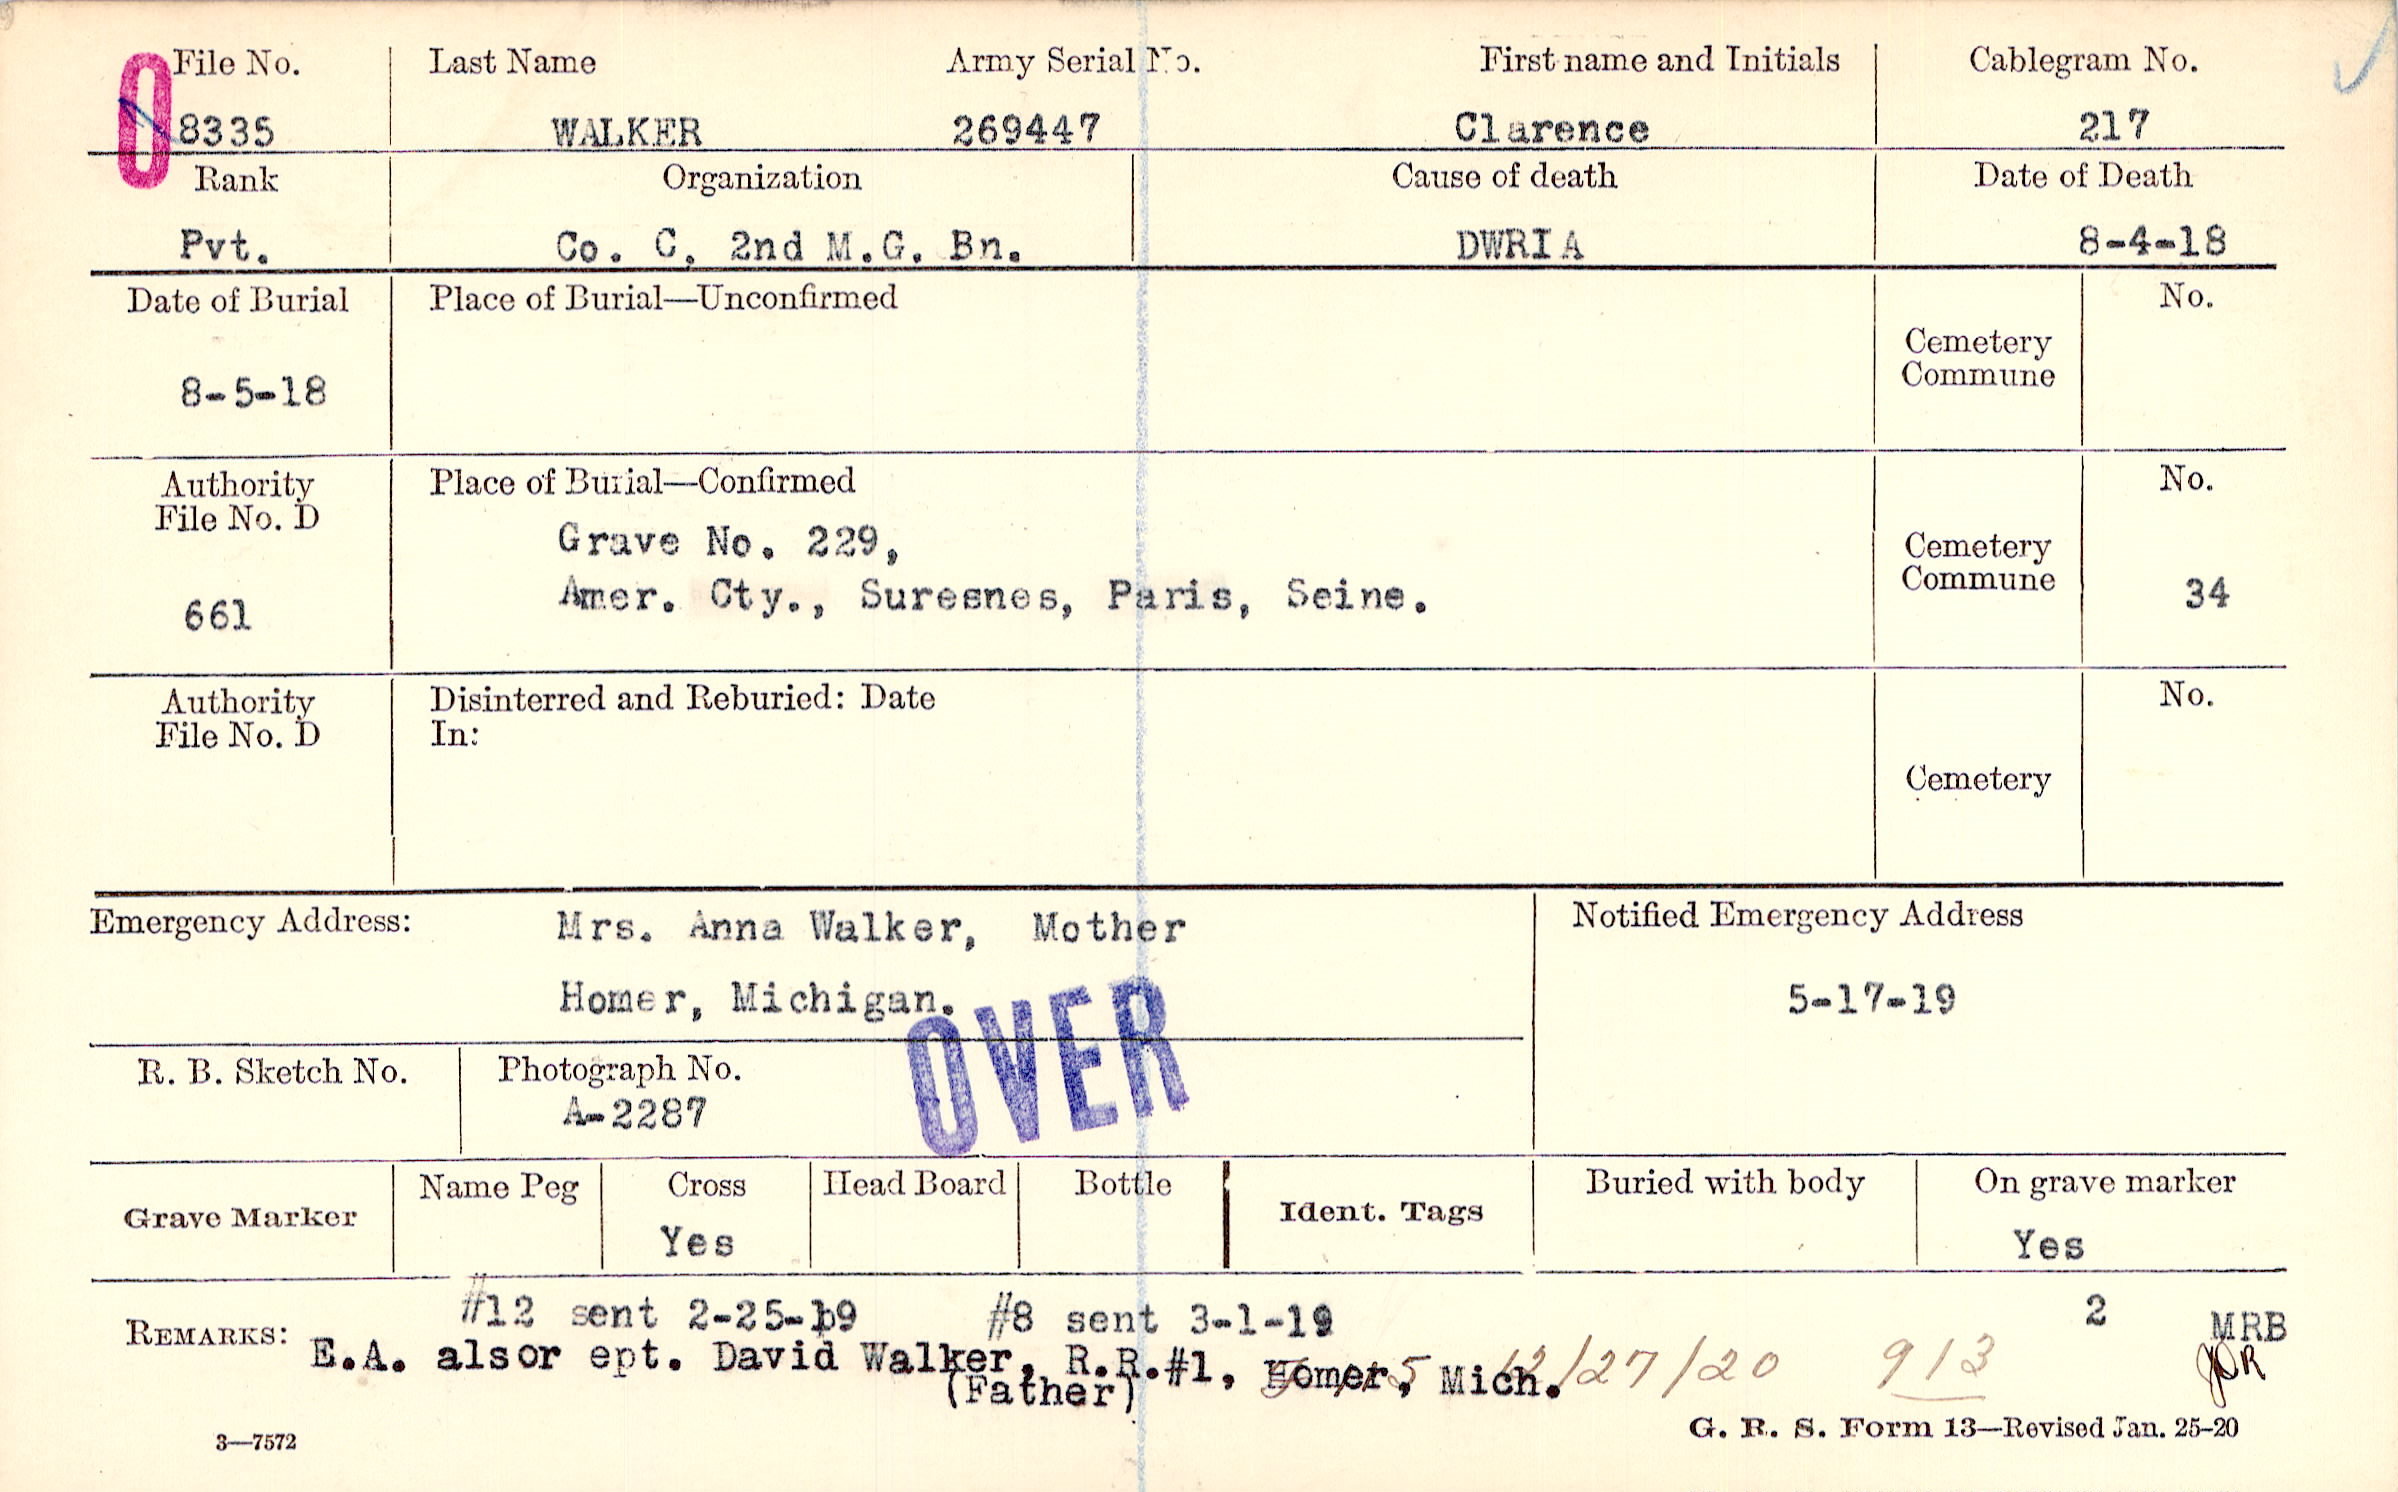 File No. Last Name Army Serial No. First name and Initials Cablegram No.
O 8335 WALKER 269447 Clarence 217
Rank Organization Cause of death Date of Death
Pvt. Co. C, 2nd M.G. Bn. DWRIA 8-4-18
Date of Burial Place of Burial—Unconfirmed No.
Cemetery
Commune
8-5-18
Authority Place of Burial—Confirmed No.
File No. D
Grave No. 229,
Cemetery
Commune
661 Amer. Cty., Suresnes, Paris, Seine. 34
Authority Disinterred and Reburied: Date No.
File No. D In:
Cemetery
Emergency Address: Mrs. Anna Walker, Mother Notified Emergency Address
Homer, Michigan. 5-17-19
OVER
R. B. Sketch No. Photograph No.
A-2287
Grave Marker Name Peg Cross Head Board Bottle Ident. Tags Buried with body On grave marker
Yes Yes
#12 sent 2-25-19 #8 sent 3-1-19 2 MRB
REMARKS: E.A. alsor ept. David Walker, R.R.#1, Homer, Mich. 12/27/20 913
(Father)
3—7572 G. R. S. Form 13—Revised Jan. 25-20